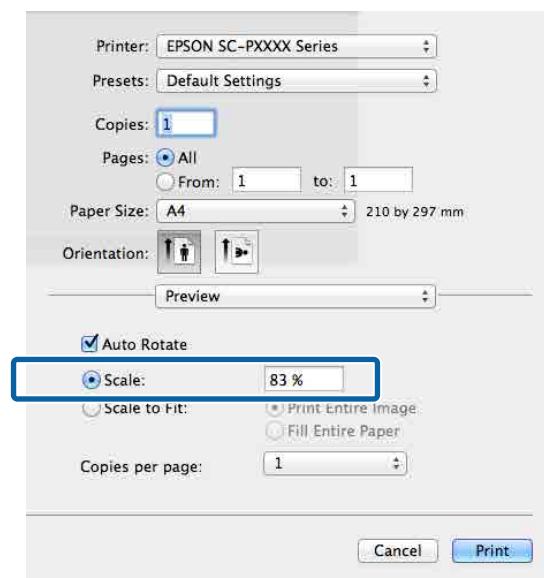 Printer: EPSON SC-PXXXX Series
Presets: Default Settings
Copies: 1
Pages: All
From: 1 to: 1
Paper Size: A4 210 by 297 mm
Orientation:
Preview
Auto Rotate
Scale: 83 %
Scale to Fit: Print Entire Image
Fill Entire Paper
Copies per page: 1
Cancel Print